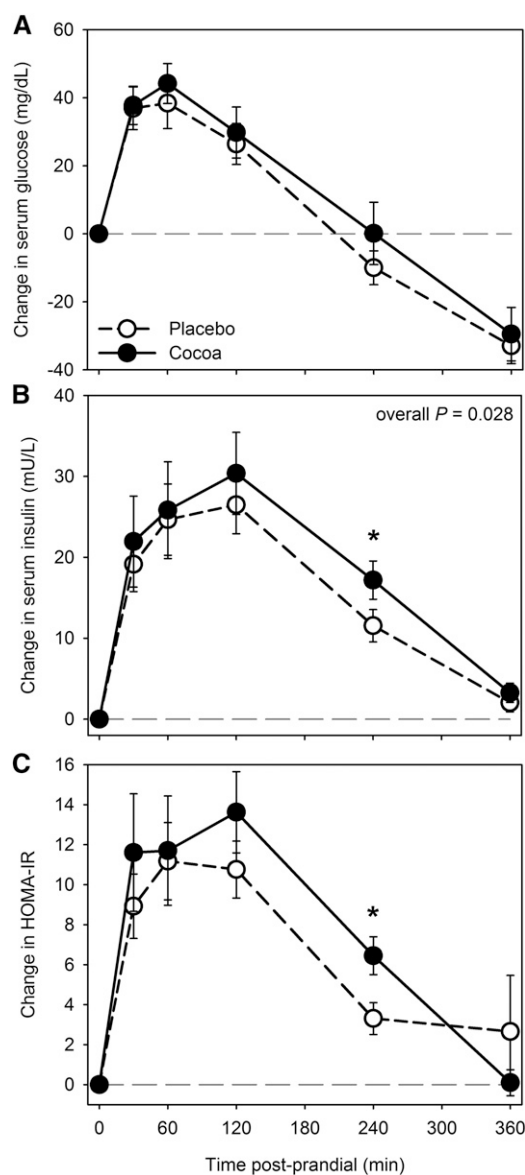 A
60
40
20
0
-20
-40
Change in serum glucose (mg/dL)
Placebo
Cocoa
B
40
30
20
10
0
Change in serum insulin (mU/L)
overall P = 0.028
*
C
16
14
12
10
8
6
4
2
0
Change in HOMA-IR
*
0 60 120 180 240 300 360
Time post-prandial (min)